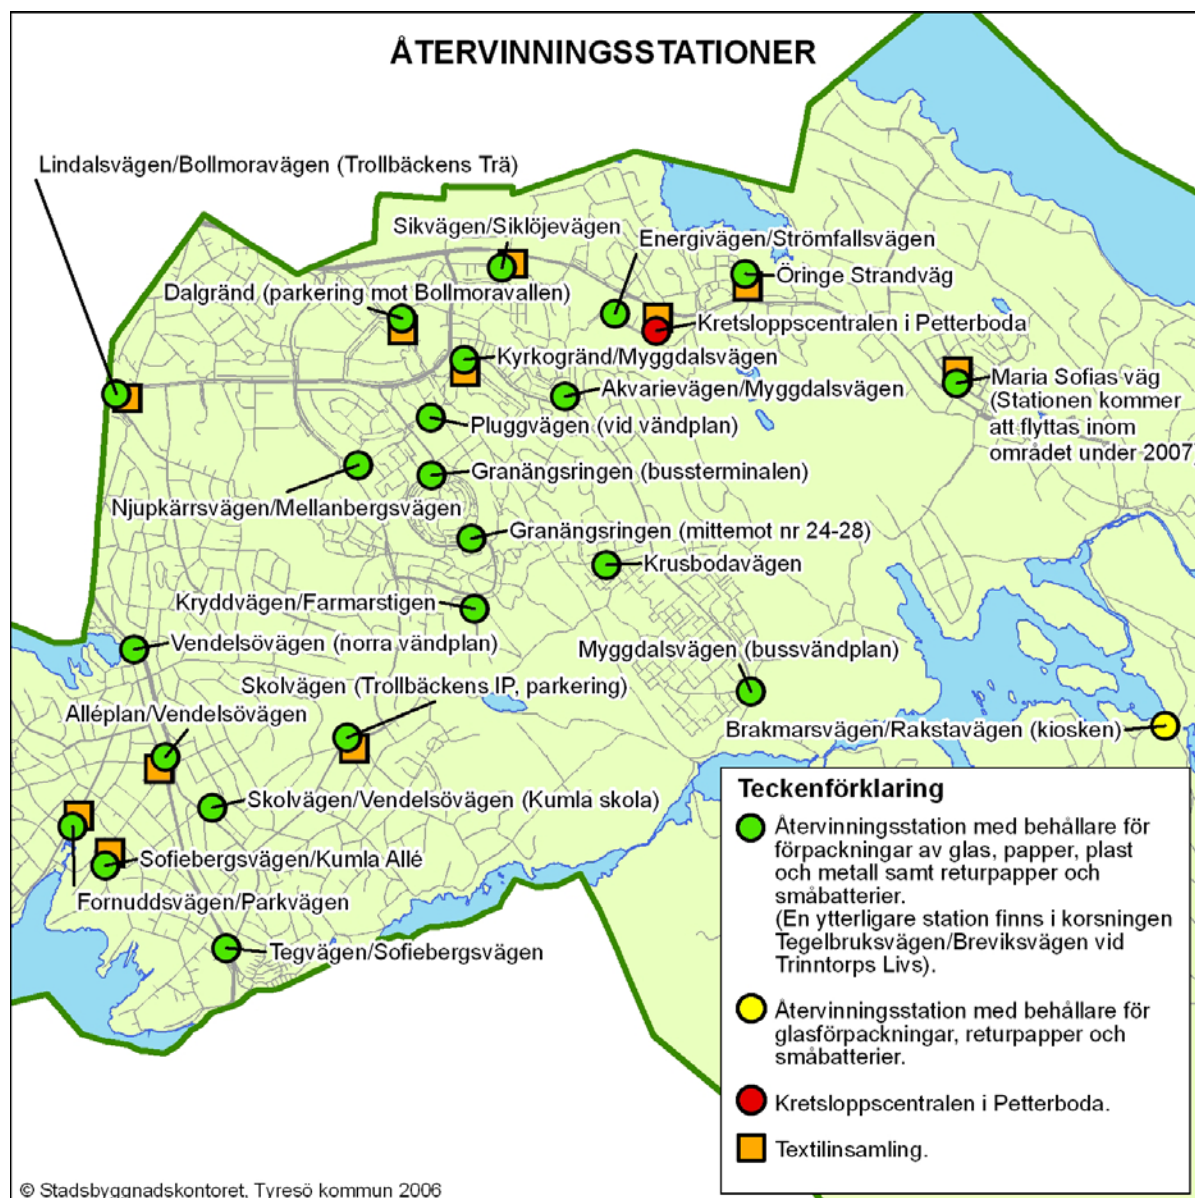 ÅTERVINNINGSSTATIONER
Lindalsvägen/Bollmoravägen (Trollbäckens Trä)
Sikvägen/Siklöjevägen
Energivägen/Strömfallsvägen
Öringe Strandväg
Dalgränd (parkering mot Bollmoravallen)
Kretsloppscentralen i Petterboda
Kyrkogränd/Myggdalsvägen
Akvarievägen/Myggdalsvägen
Maria Sofias väg
(Stationen kommer
att flyttas inom
området under 2007)
Pluggvägen (vid vändplan)
Granängsringen (bussterminalen)
Njupkärrsvägen/Mellanbergsvägen
Granängsringen (mittemot nr 24-28)
Krusbodavägen
Kryddvägen/Farmarstigen
Vendelsövägen (norra vändplan)
Myggdalsvägen (bussvändplan)
Skolvägen (Trollbäckens IP, parkering)
Alléplan/Vendelsövägen
Brakmarsvägen/Rakstavägen (kiosken)
Skolvägen/Vendelsövägen (Kumla skola)
Sofiebergsvägen/Kumla Allé
Fornuddsvägen/Parkvägen
Tegvägen/Sofiebergsvägen
Teckenförklaring
Återvinningsstation med behållare för
förpackningar av glas, papper, plast
och metall samt returpapper och
småbatterier.
(En ytterligare station finns i korsningen
Tegelbruksvägen/Breviksvägen vid
Trinntorps Livs).
Återvinningsstation med behållare för
glasförpackningar, returpapper och
småbatterier.
Kretsloppscentralen i Petterboda.
Textilinsamling.
© Stadsbyggnadskontoret, Tyresö kommun 2006